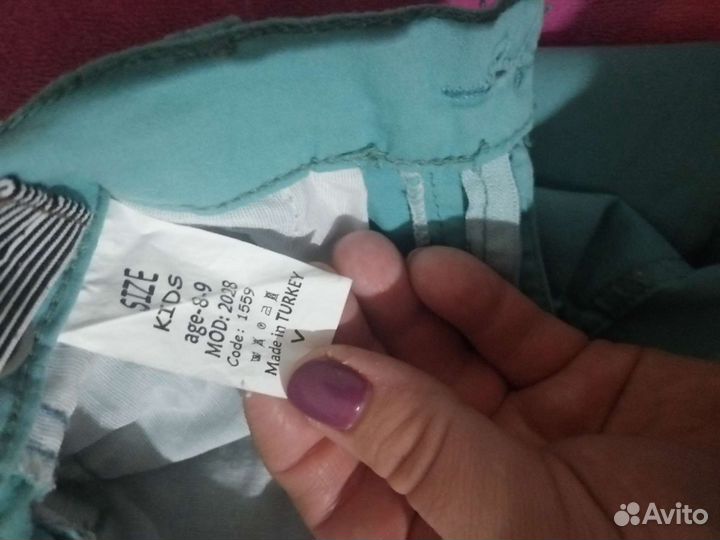 SIZE
KIDS
age-8-9
MOD: 2028
Code: 1559
Made in TURKEY
Avito